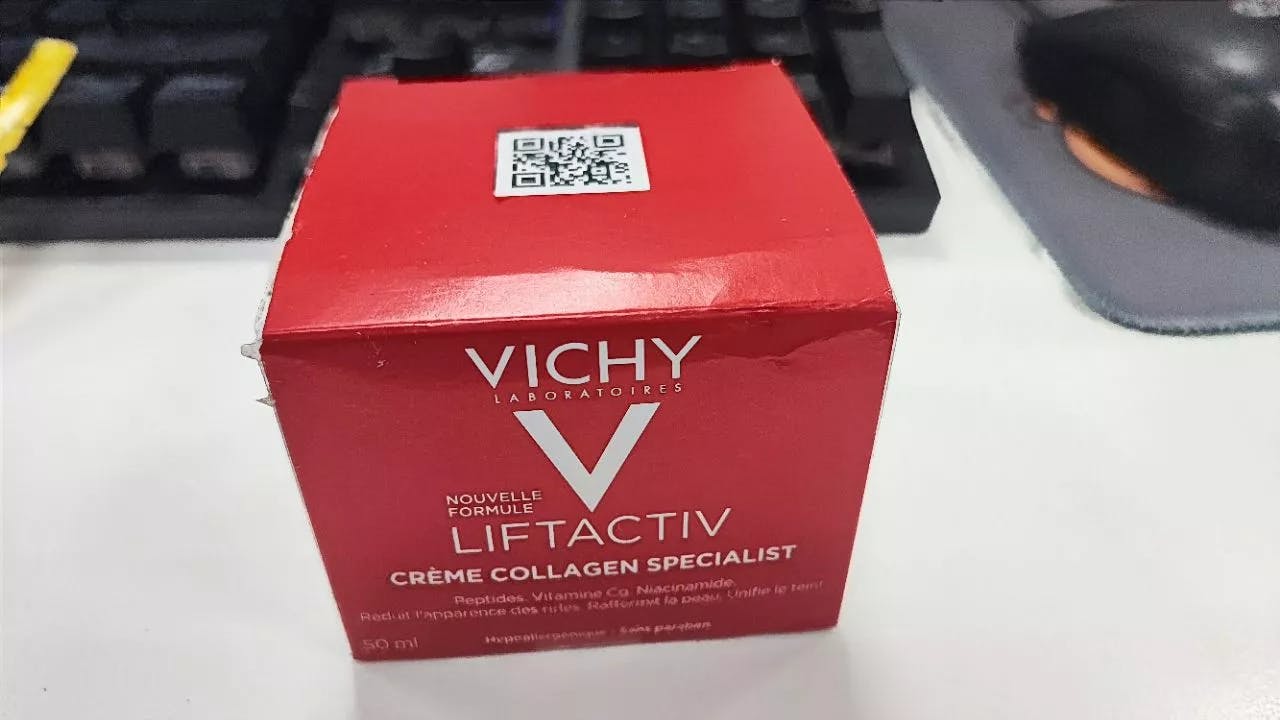 VICHY
LABORATOIRES
NOUVELLE
FORMULE
LIFTACTIV
CRÈME COLLAGEN SPECIALIST
Peptides. Vitamine Cg. Niacinamide.
Réduit l'apparence des rides. Raffermit la peau. Unifie le teint
50 ml
Hypoallergénique - Sans paraben